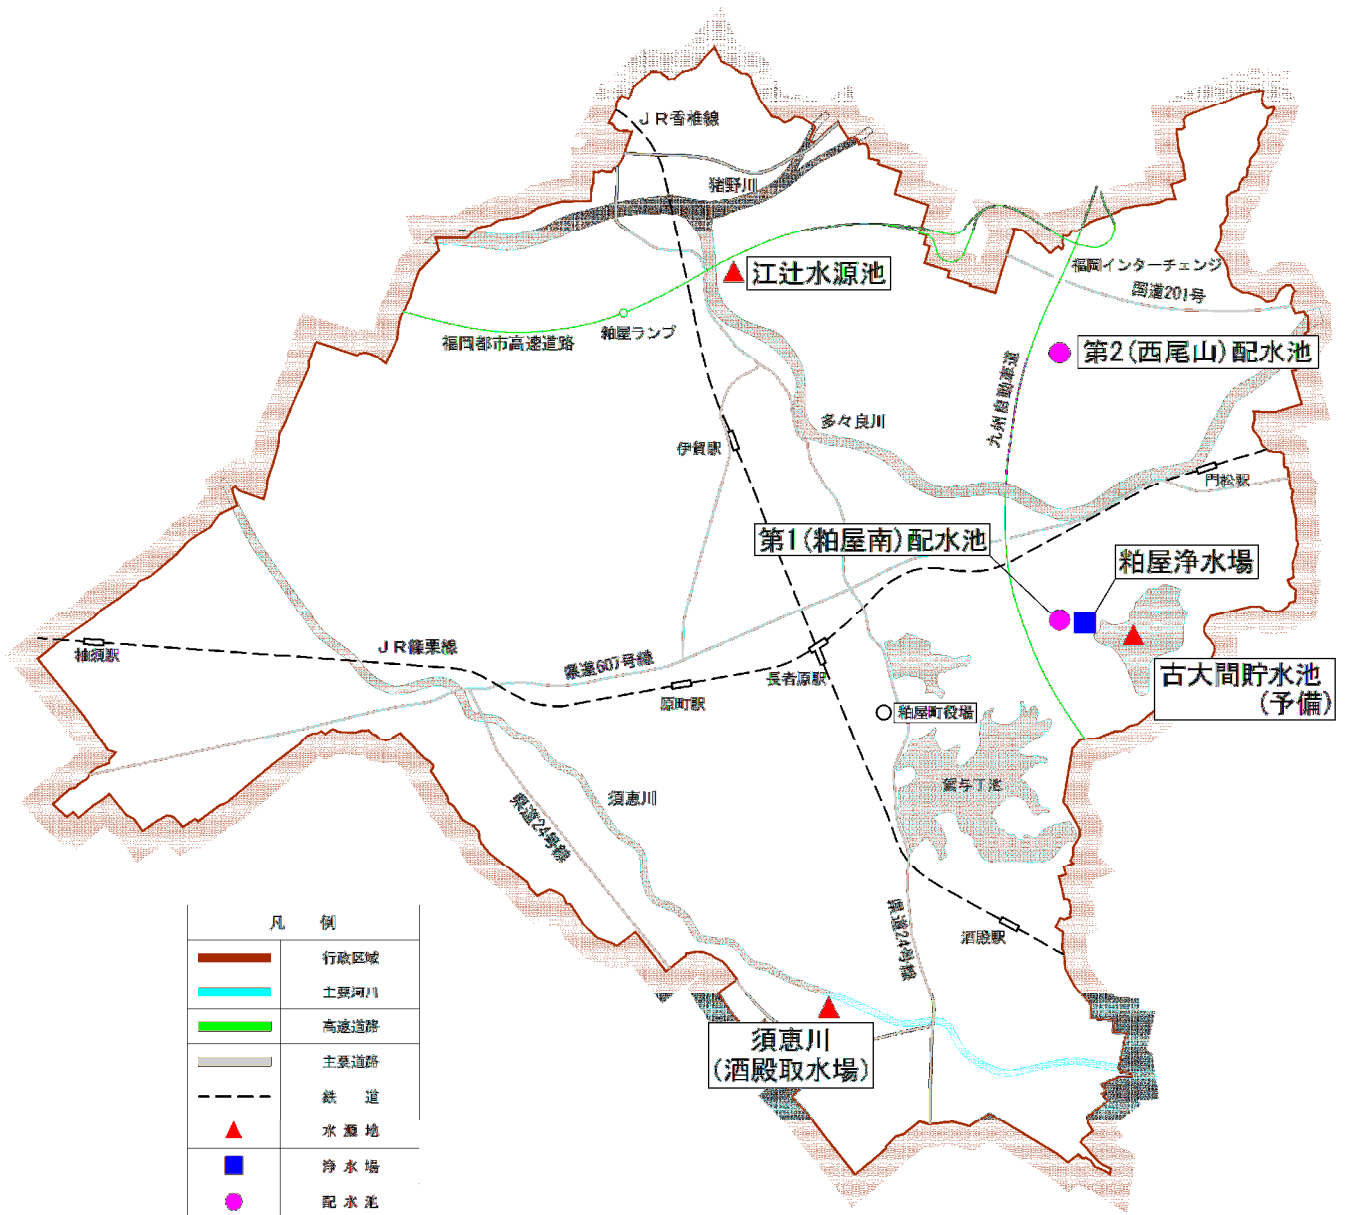 JR香椎線
猪野川
江辻水源池
福岡インターチェンジ
国道201号
粕屋ランプ
福岡都市高速道路
第2(西尾山)配水池
九州自動車道
多々良川
伊賀駅
門松駅
第1(粕屋南)配水池
粕屋浄水場
柚須駅
JR篠栗線
県道607号線
長者原駅
原町駅
古大間貯水池
(予備)
粕屋町役場
駕与丁池
須恵川
県道24号線
県道24号線
酒殿駅
須恵川
(酒殿取水場)
凡 例
行政区域
主要河川
高速道路
主要道路
鉄 道
水源地
浄水場
配水池